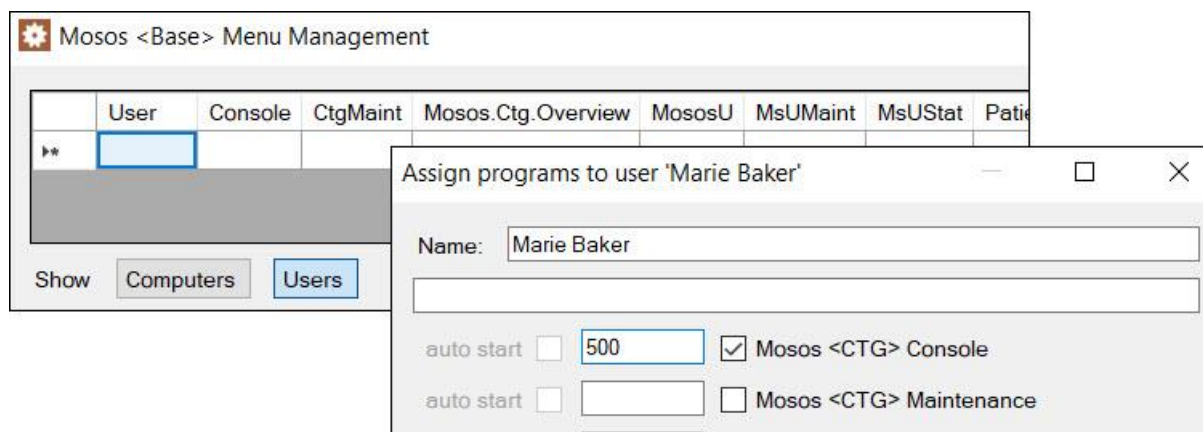 Mosos <Base> Menu Management
User Console CtgMaint Mosos.Ctg.Overview MososU MsUMaint MsUStat Patie
Assign programs to user 'Marie Baker'
Name: Marie Baker
Show Computers Users
auto start 500 Mosos <CTG> Console
auto start Mosos <CTG> Maintenance